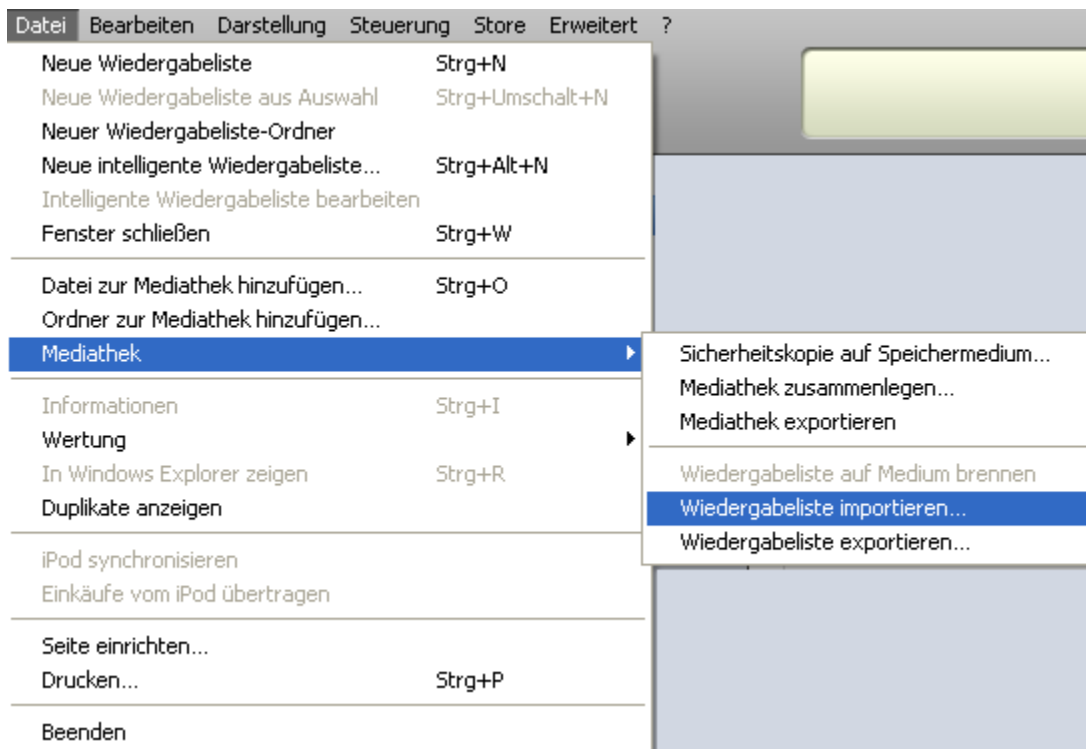 Datei Bearbeiten Darstellung Steuerung Store Erweitert ?
Neue Wiedergabeliste Strg+N
Neue Wiedergabeliste aus Auswahl Strg+Umschalt+N
Neuer Wiedergabeliste-Ordner
Neue intelligente Wiedergabeliste... Strg+Alt+N
Intelligente Wiedergabeliste bearbeiten
Fenster schließen Strg+W
Datei zur Mediathek hinzufügen... Strg+O
Ordner zur Mediathek hinzufügen...
Mediathek
Informationen Strg+I
Wertung
In Windows Explorer zeigen Strg+R
Duplikate anzeigen
iPod synchronisieren
Einkäufe vom iPod übertragen
Seite einrichten...
Drucken... Strg+P
Beenden
Sicherheitskopie auf Speichermedium...
Mediathek zusammenlegen...
Mediathek exportieren
Wiedergabeliste auf Medium brennen
Wiedergabeliste importieren...
Wiedergabeliste exportieren...